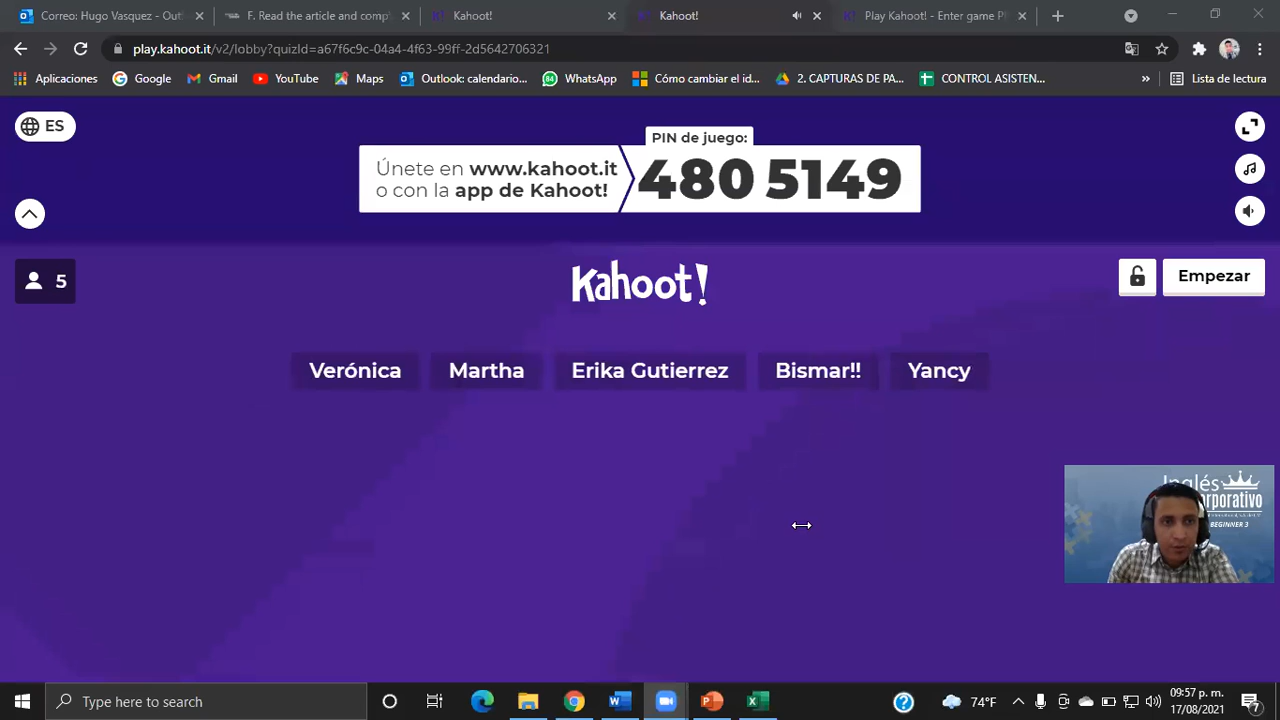 Correo: Hugo Vasquez - Outl
F. Read the article and comp
Kahoot!
Kahoot!
Play Kahoot! - Enter game P
play.kahoot.it/v2/lobby?quizId=a67f6c9c-04a4-4f63-99ff-2d5642706321
Aplicaciones
Google
Gmail
YouTube
Maps
Outlook: calendario...
84
WhatsApp
Cómo cambiar el id...
2. CAPTURAS DE PA...
CONTROL ASISTEN...
»
Lista de lectura
ES
PIN de juego:
Únete en www.kahoot.it
o con la app de Kahoot!
480 5149
5
Kahoot!
Empezar
Verónica
Martha
Erika Gutierrez
Bismar!!
Yancy
Inglés
orporativo
BEGINNER 3
Type here to search
74°F
09:57 p. m.
17/08/2021
7